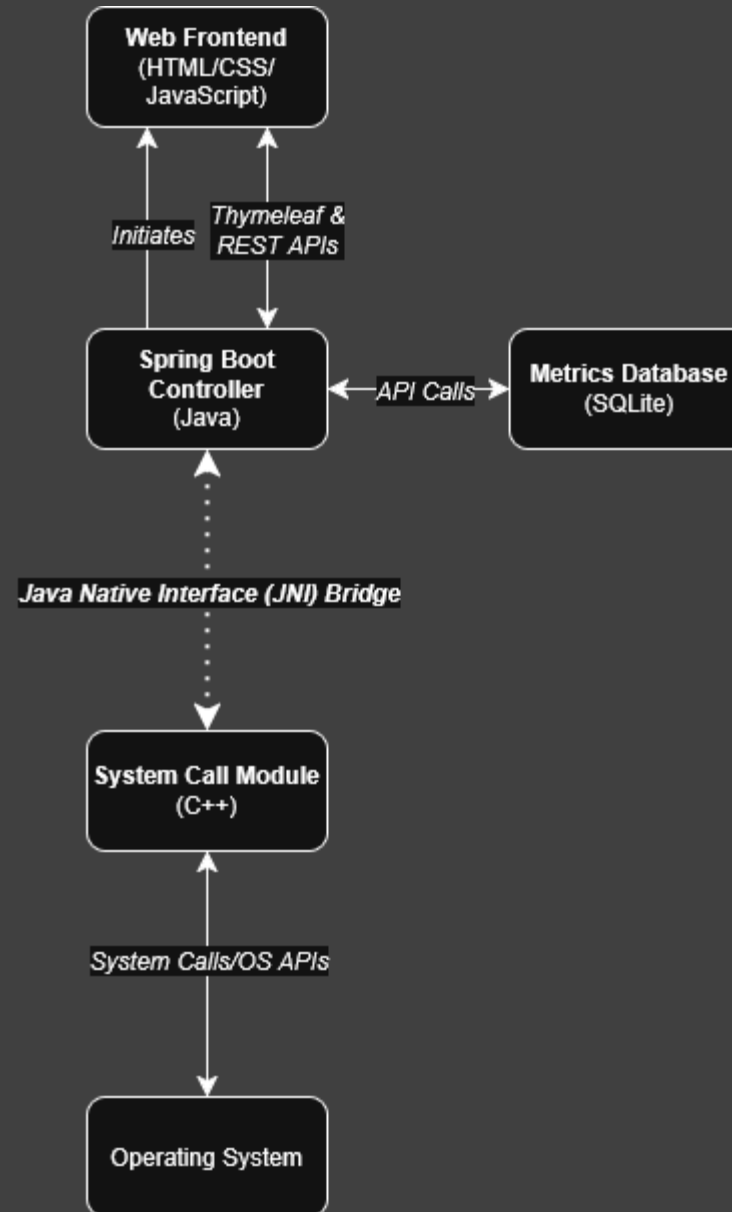 Web Frontend
(HTML/CSS/
JavaScript)
Initiates
Thymeleaf &
REST APIs
Spring Boot
Controller
(Java)
API Calls
Metrics Database
(SQLite)
Java Native Interface (JNI) Bridge
System Call Module
(C++)
System Calls/OS APIs
Operating System